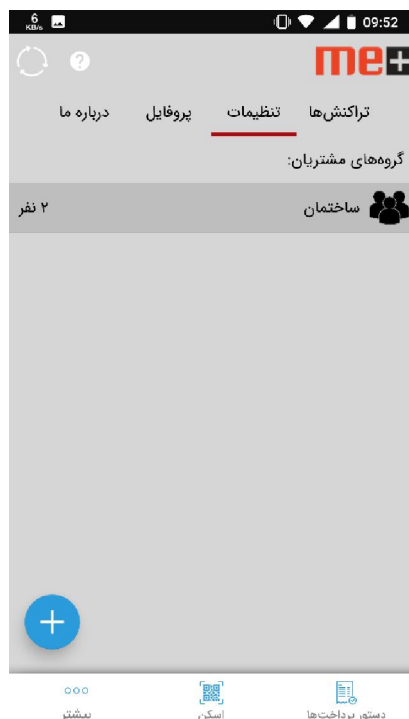 6 KB/s 09:52
me+
?
تراکنش‌ها تنظیمات پروفایل درباره ما
گروه‌های مشتریان:
ساختمان ۲ نفر
+
دستور پرداخت‌ها اسکن بیشتر